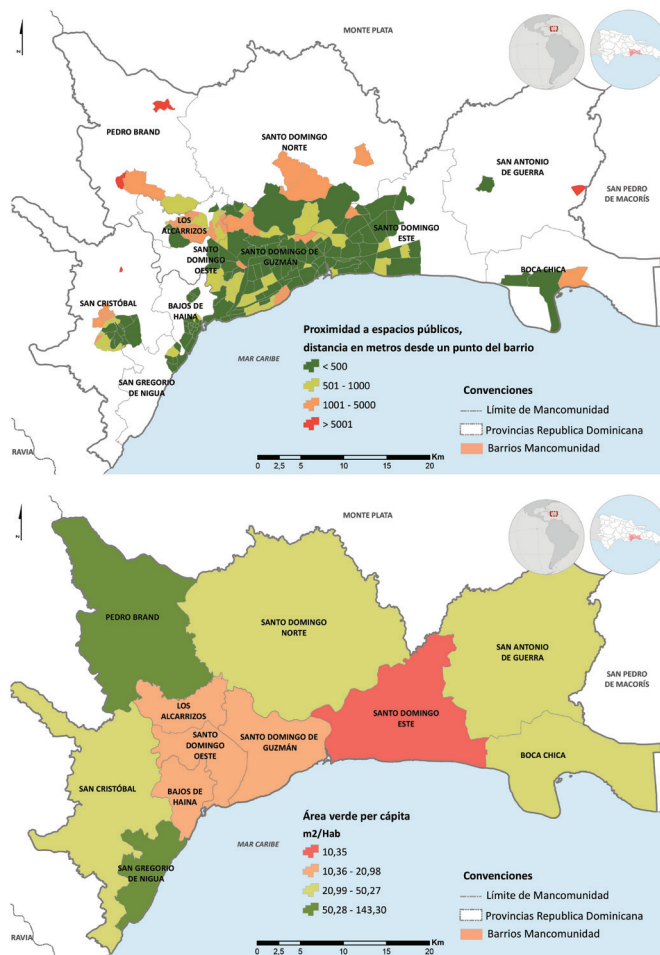 MONTE PLATA
z
PEDRO BRAND
SANTO DOMINGO
NORTE
SAN ANTONIO
DE GUERRA
SAN PEDRO
DE MACORÍS
LOS
ALCARRIZOS
SANTO
DOMINGO
OESTE
SANTO DOMINGO DE
GUZMÁN
SANTO DOMINGO
ESTE
BOCA CHICA
SAN CRISTÓBAL
BAJOS DE
HAINA
SAN GREGORIO
DE NIGUA
MAR CARIBE
RAVIA
Proximidad a espacios públicos,
distancia en metros desde un punto del barrio
< 500
501 - 1000
1001 - 5000
> 5001
Convenciones
Límite de Mancomunidad
Provincias Republica Dominicana
Barrios Mancomunidad
Km
0 2,5 5 10 15 20
MONTE PLATA
z
PEDRO BRAND
SANTO DOMINGO
NORTE
SAN ANTONIO
DE GUERRA
SAN PEDRO
DE MACORÍS
LOS
ALCARRIZOS
SANTO
DOMINGO
OESTE
SANTO DOMINGO
DE GUZMÁN
SANTO DOMINGO
ESTE
BOCA CHICA
SAN CRISTÓBAL
BAJOS DE
HAINA
SAN GREGORIO
DE NIGUA
MAR CARIBE
RAVIA
Área verde per cápita
m2/Hab
10,35
10,36 - 20,98
20,99 - 50,27
50,28 - 143,30
Convenciones
Límite de Mancomunidad
Provincias Republica Dominicana
Barrios Mancomunidad
Km
0 2,5 5 10 15 20